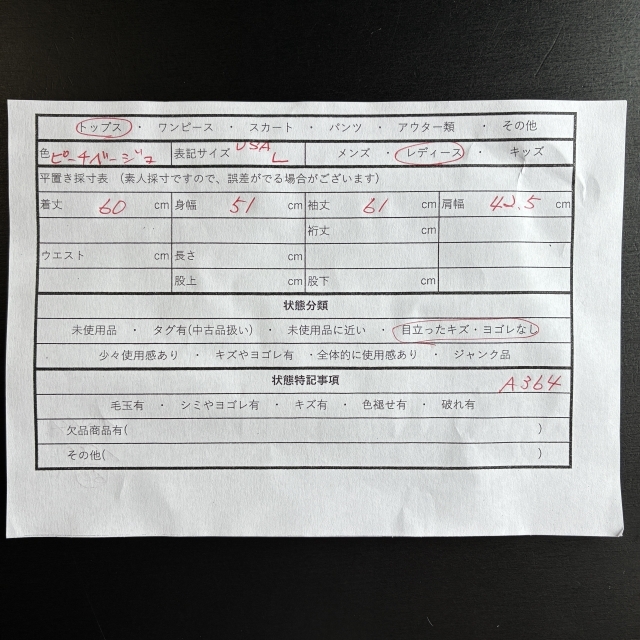 トップス ・ ワンピース ・ スカート ・ パンツ ・ アウター類 ・ その他
色 ピーチベージュ 表記サイズ USA L メンズ ・ レディース ・ キッズ
平置き採寸表 (素人採寸ですので、誤差がでる場合がございます)
着丈 60 cm 身幅 51 cm 袖丈 61 cm 肩幅 42.5 cm
裄丈 cm
ウエスト cm 長さ cm
股上 cm 股下 cm
状態分類
未使用品 ・ タグ有(中古品扱い) ・ 未使用品に近い ・ 目立ったキズ・ヨゴレなし
少々使用感あり ・ キズやヨゴレ有 ・全体的に使用感あり ・ ジャンク品
状態特記事項 A364
毛玉有 ・ シミやヨゴレ有 ・ キズ有 ・ 色褪せ有 ・ 破れ有
欠品商品有( )
その他( )